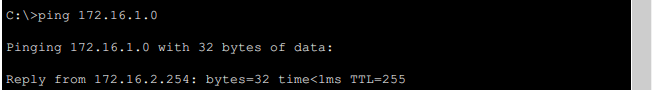 C:\>ping 172.16.1.0
Pinging 172.16.1.0 with 32 bytes of data:
Reply from 172.16.2.254: bytes=32 time<1ms TTL=255